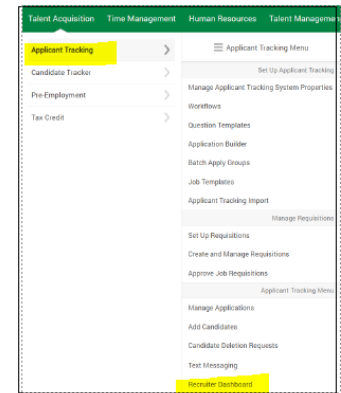 Talent Acquisition Time Management Human Resources Talent Managemen
Applicant Tracking
Candidate Tracker
Pre-Employment
Tax Credit
Applicant Tracking Menu
Set Up Applicant Tracking
Manage Applicant Tracking System Properties
Workflows
Question Templates
Application Builder
Batch Apply Groups
Job Templates
Applicant Tracking Import
Manage Requisitions
Set Up Requisitions
Create and Manage Requisitions
Approve Job Requisitions
Applicant Tracking Menu
Manage Applications
Add Candidates
Candidate Deletion Requests
Text Messaging
Recruiter Dashboard